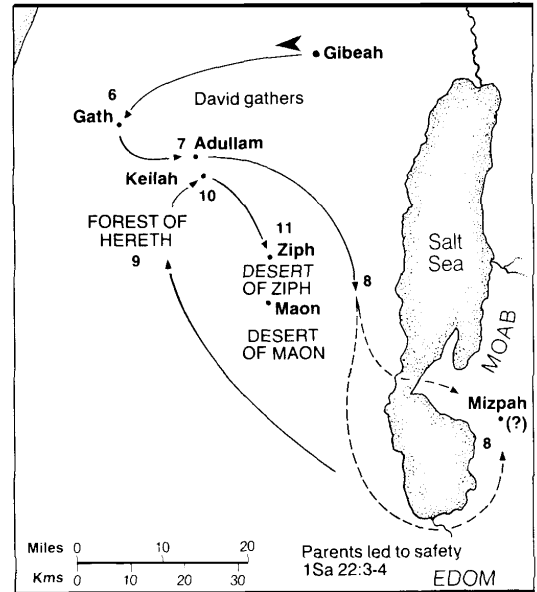 Gibeah
6
David gathers
Gath
7 Adullam
Keilah
10
FOREST OF
HERETH
9
11
Ziph
DESERT
OF ZIPH
Maon
DESERT
OF MAON
8
Salt
Sea
MOAB
Mizpah
(?)
8
Miles 0 10 20
Kms 0 10 20 30
Parents led to safety
1Sa 22:3-4
EDOM